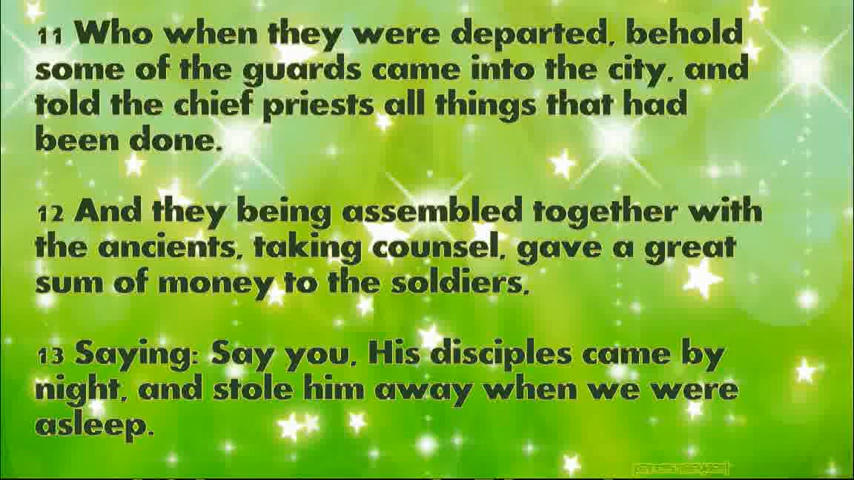 11 Who when they were departed, behold
some of the guards came into the city, and
told the chief priests all things that had
been done.
12 And they being assembled together with
the ancients, taking counsel, gave a great
sum of money to the soldiers,
13 Saying: Say you, His disciples came by
night, and stole him away when we were
asleep.